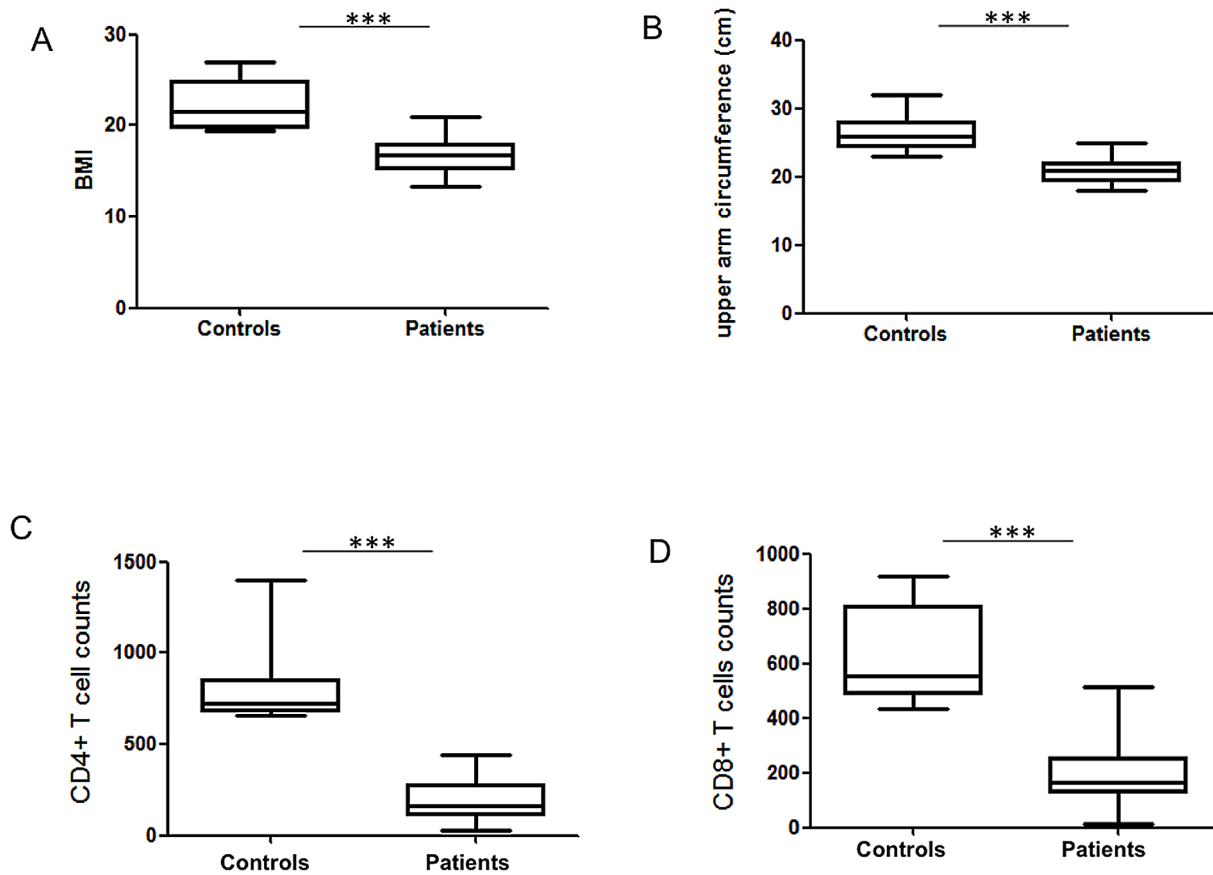 A
BMI
30
20
10
0
***
Controls
Patients
B
upper arm circumference (cm)
40
30
20
10
0
***
Controls
Patients
C
CD4+ T cell counts
1500
1000
500
0
***
Controls
Patients
D
CD8+ T cells counts
1000
800
600
400
200
0
***
Controls
Patients